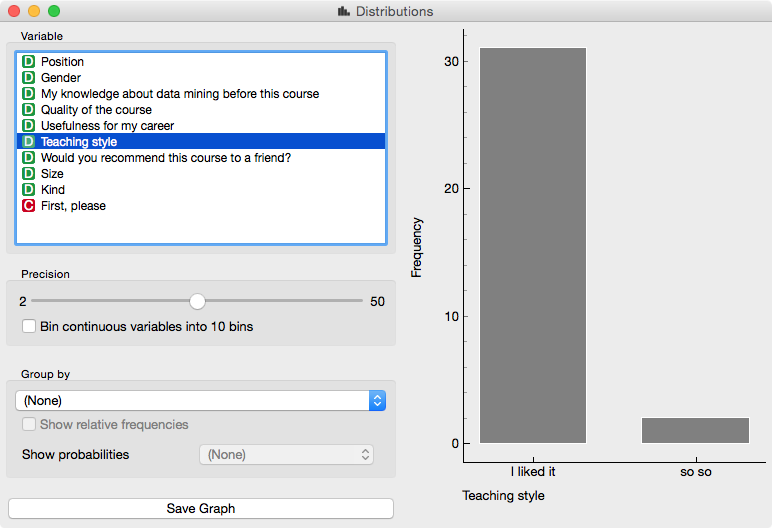 Distributions
Variable
D Position
D Gender
D My knowledge about data mining before this course
D Quality of the course
D Usefulness for my career
D Teaching style
D Would you recommend this course to a friend?
D Size
D Kind
C First, please
Precision
2 50
Bin continuous variables into 10 bins
Group by
(None)
Show relative frequencies
Show probabilities (None)
Save Graph
30
20
10
0
Frequency
I liked it so so
Teaching style